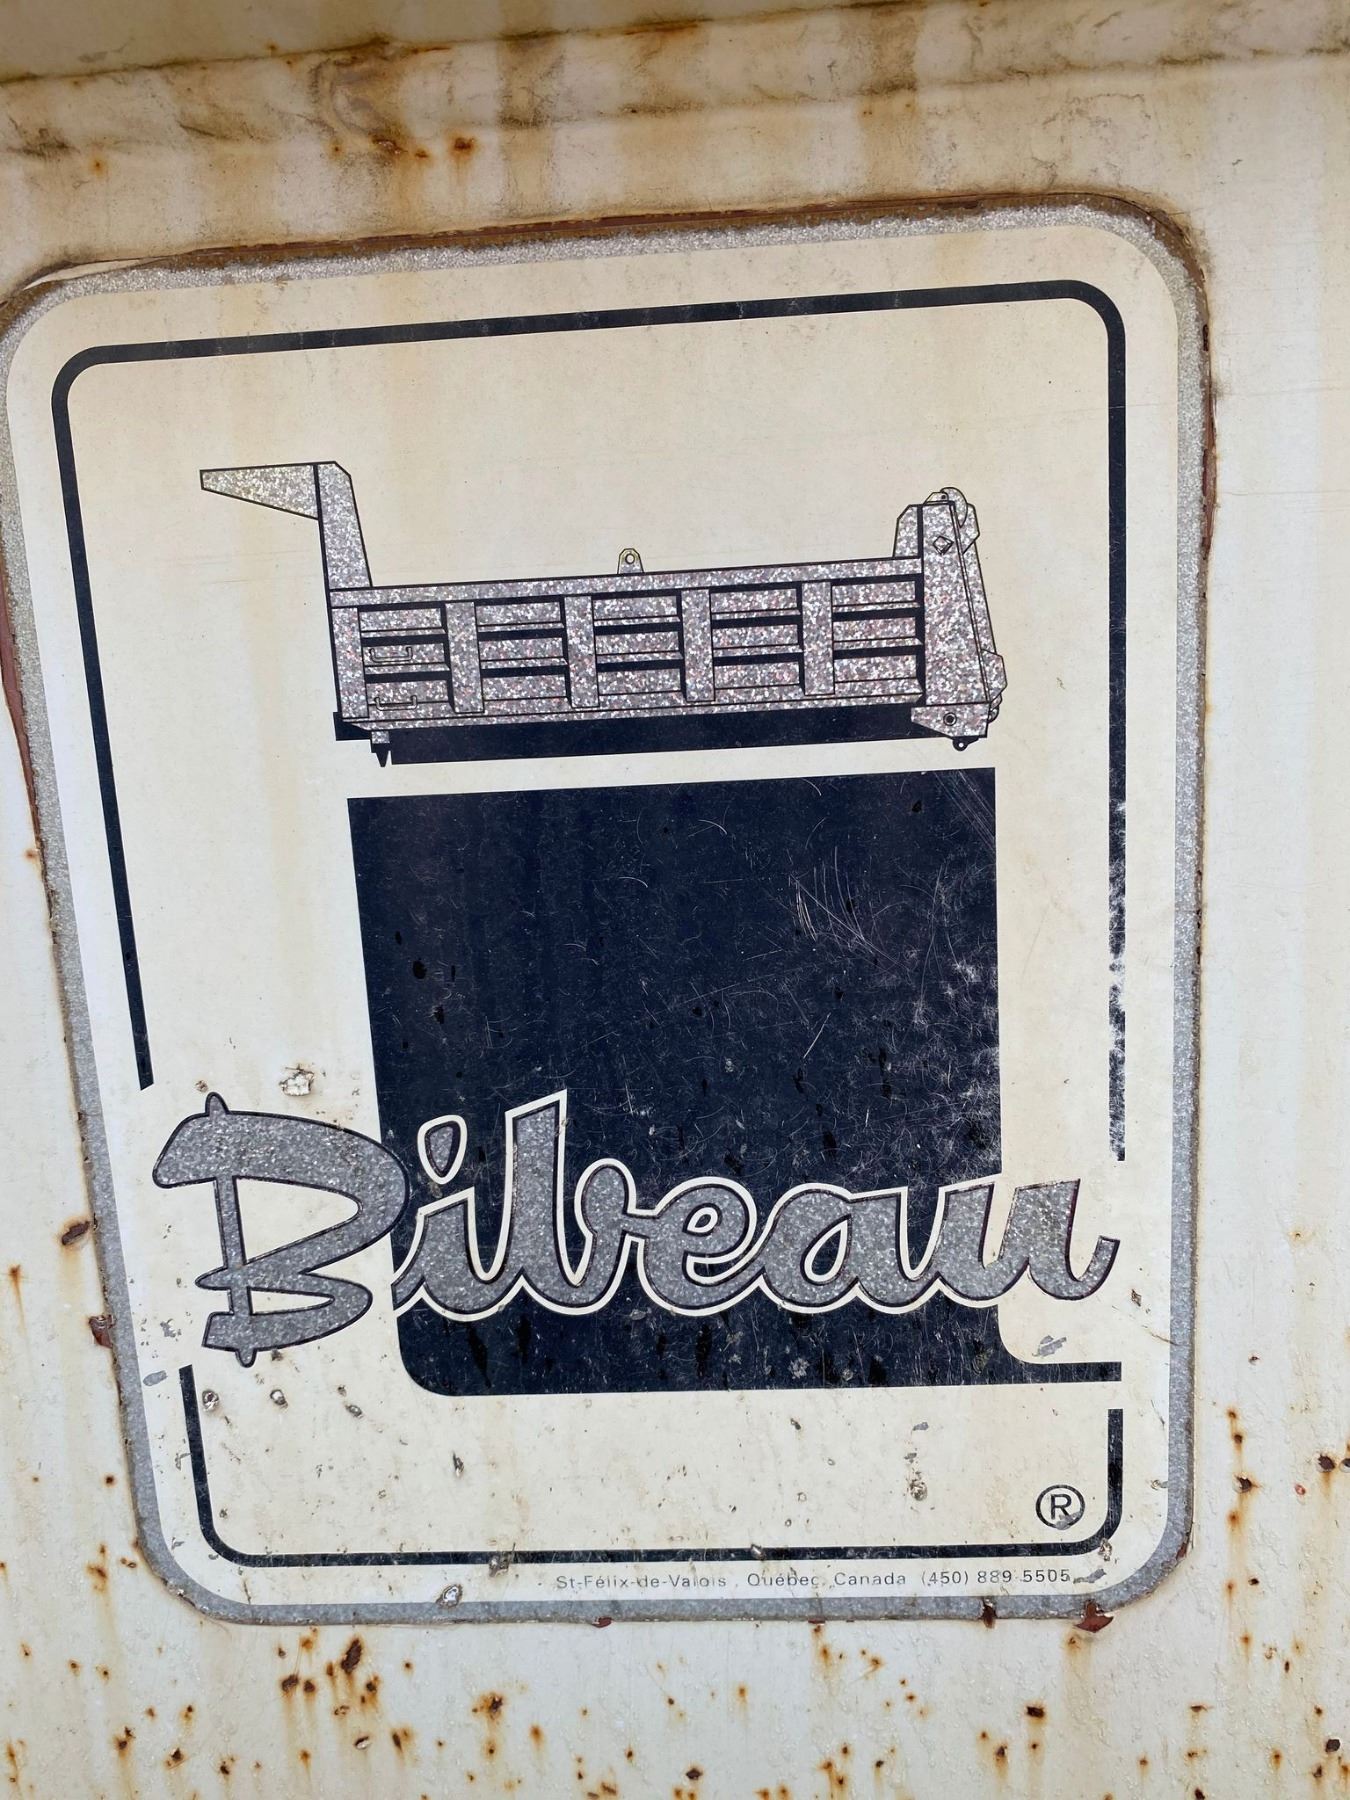 Bibeau
®
St-Félix-de-Valois, Québec, Canada (450) 889 5505